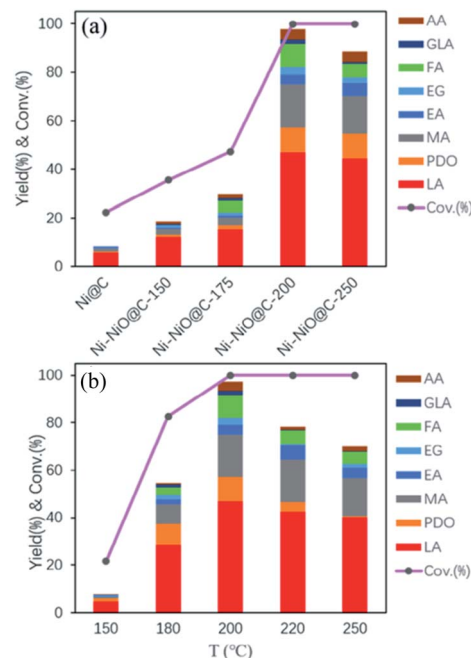 (a)
Yield(%) & Conv.(%)
100
80
60
40
20
0
Ni@C
Ni-NiO@C-150
Ni-NiO@C-175
Ni-NiO@C-200
Ni-NiO@C-250
AA
GLA
FA
EG
EA
MA
PDO
LA
Cov.(%)
(b)
Yield(%) & Conv.(%)
100
80
60
40
20
0
150 180 200 220 250
T (°C)
AA
GLA
FA
EG
EA
MA
PDO
LA
Cov.(%)